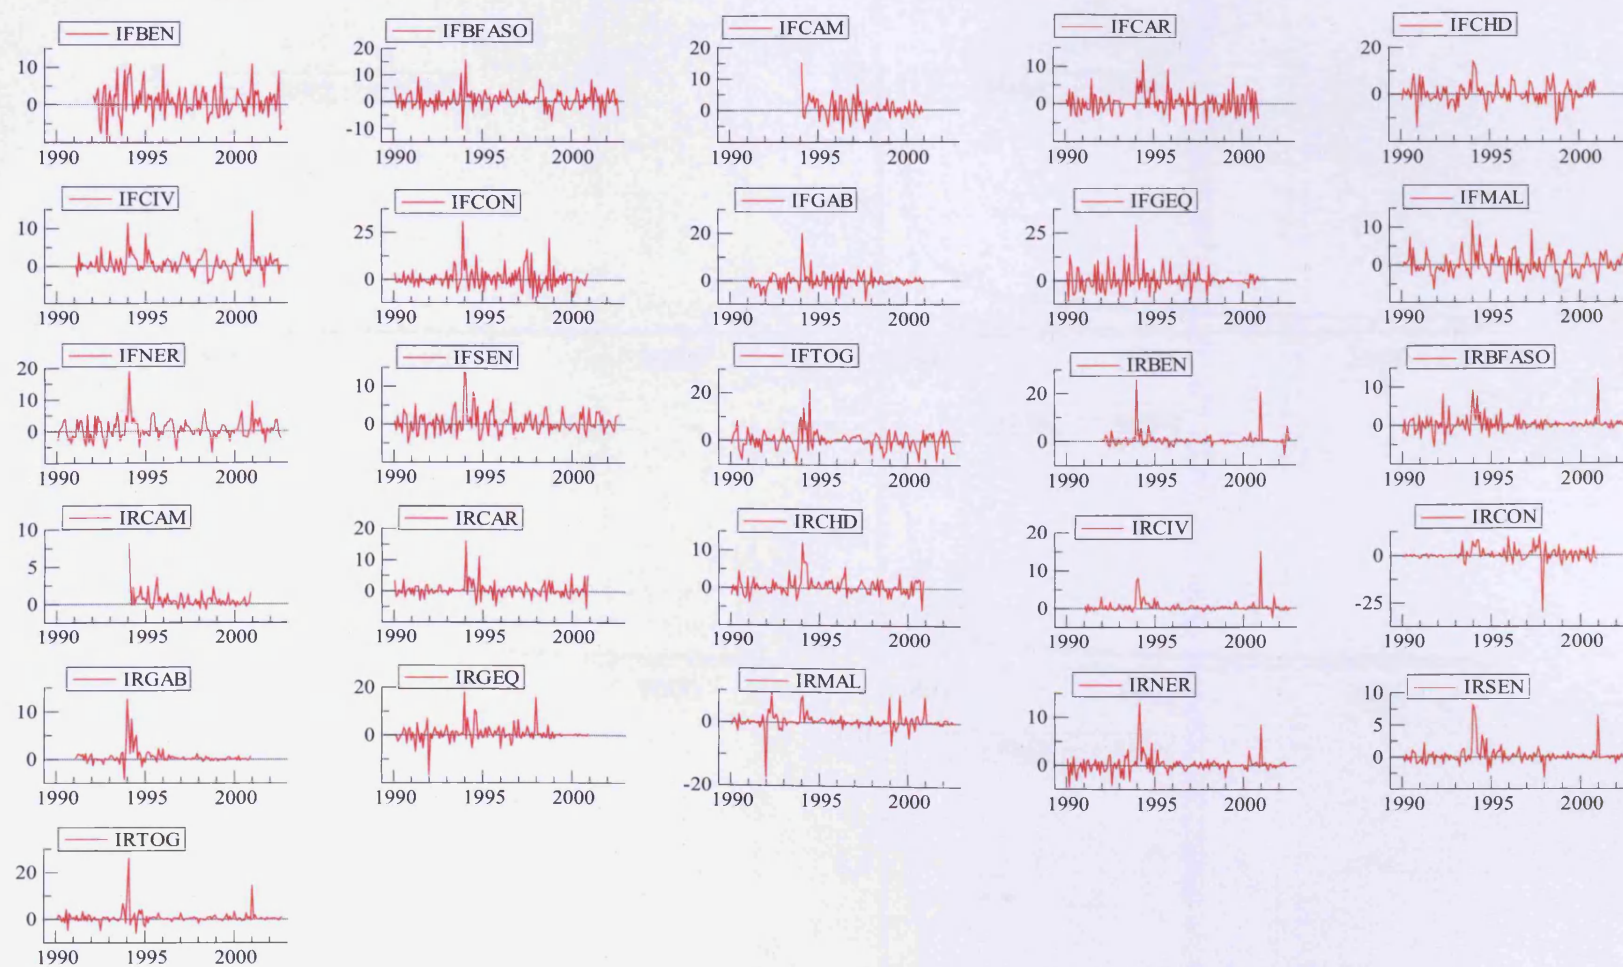 IFBEN
10
0
1990 1995 2000
IFBFASO
20
10
0
-10
1990 1995 2000
IFCAM
20
10
0
1990 1995 2000
IFCAR
10
0
1990 1995 2000
IFCHD
20
0
1990 1995 2000
IFCIV
10
0
1990 1995 2000
IFCON
25
0
1990 1995 2000
IFGAB
20
0
1990 1995 2000
IFGEQ
25
0
1990 1995 2000
IFMAL
10
0
1990 1995 2000
IFNER
20
10
0
1990 1995 2000
IFSEN
10
0
1990 1995 2000
IFTOG
20
0
1990 1995 2000
IRBEN
20
0
1990 1995 2000
IRBFASO
10
0
1990 1995 2000
IRCAM
10
5
0
1990 1995 2000
IRCAR
20
10
0
1990 1995 2000
IRCHD
10
0
1990 1995 2000
IRCIV
20
10
0
1990 1995 2000
IRCON
0
-25
1990 1995 2000
IRGAB
10
0
1990 1995 2000
IRGEQ
20
0
1990 1995 2000
IRMAL
0
-20
1990 1995 2000
IRNER
10
0
1990 1995 2000
IRSEN
10
5
0
1990 1995 2000
IRTOG
20
0
1990 1995 2000